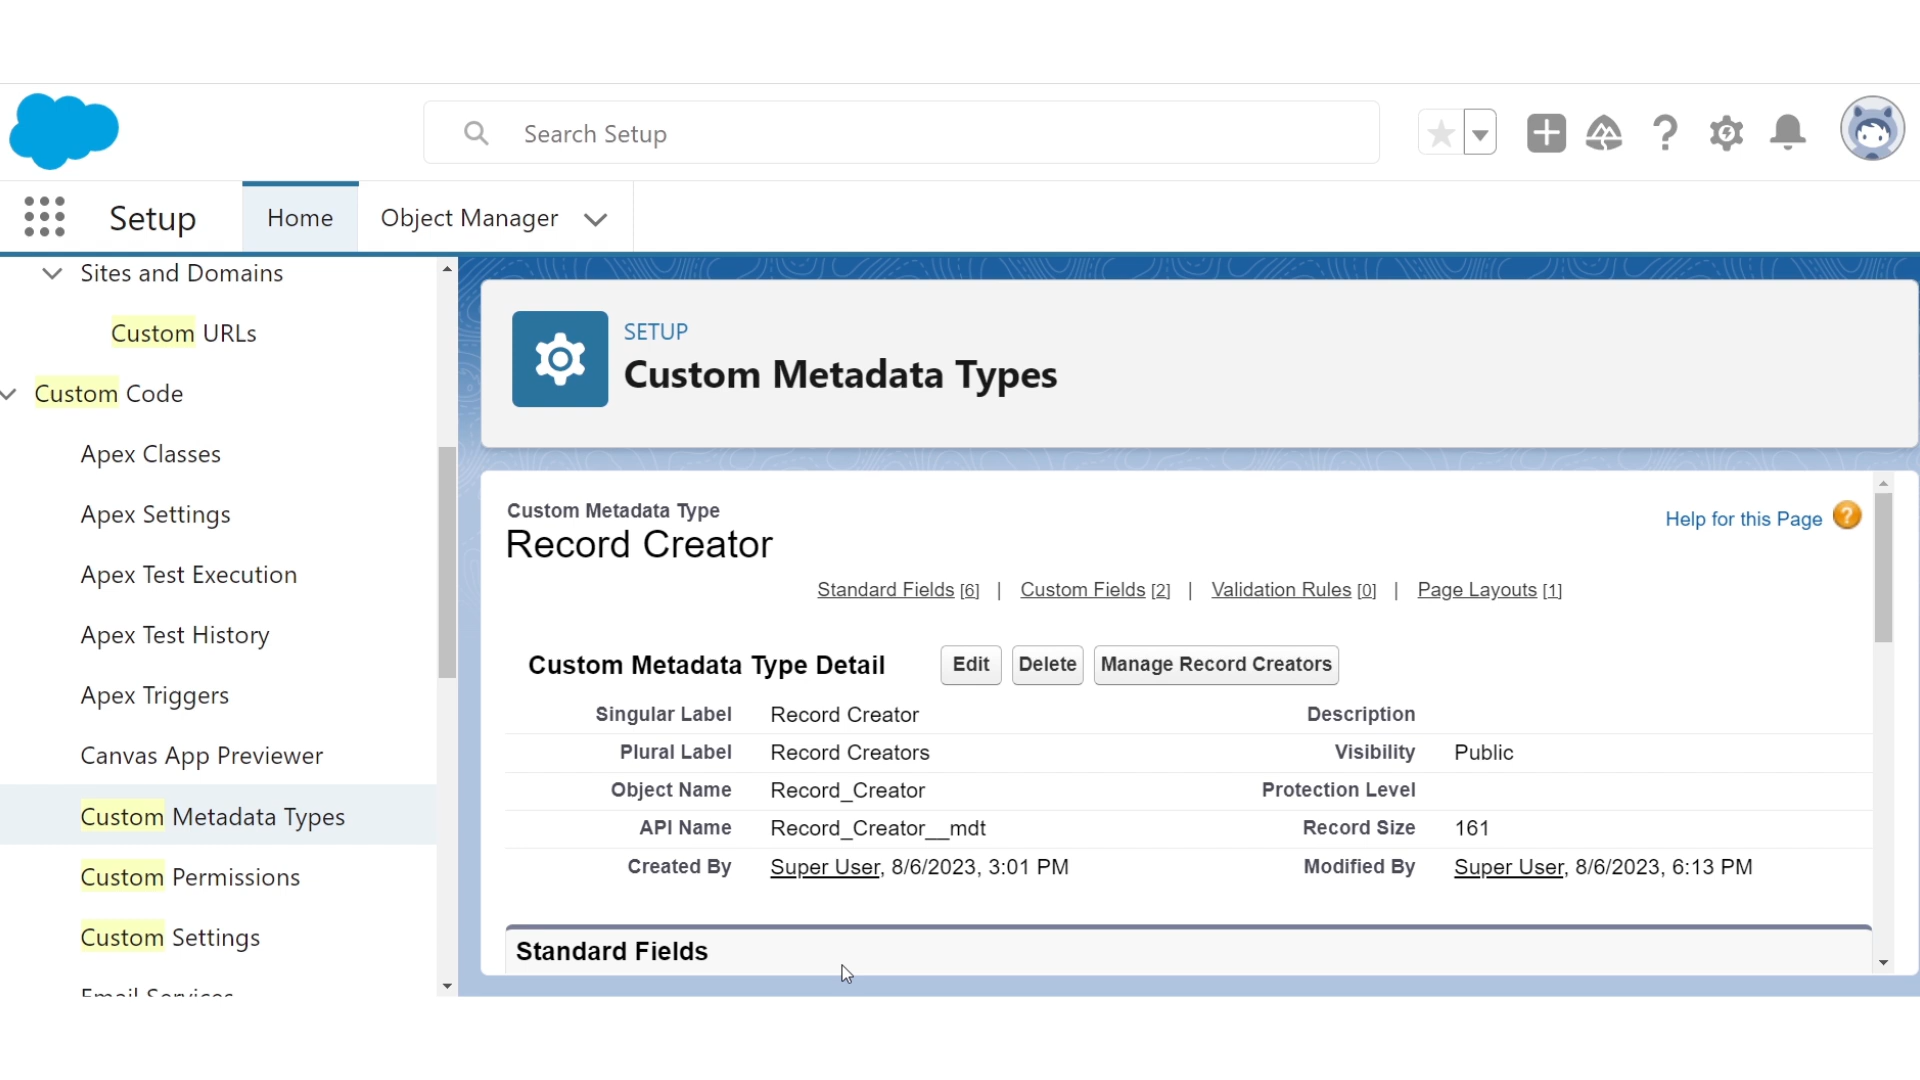 Search Setup
Setup
Home
Object Manager
Sites and Domains
Custom URLs
Custom Code
Apex Classes
Apex Settings
Apex Test Execution
Apex Test History
Apex Triggers
Canvas App Previewer
Custom Metadata Types
Custom Permissions
Custom Settings
Email Services
SETUP
Custom Metadata Types
Custom Metadata Type
Record Creator
Help for this Page ?
Standard Fields [6] | Custom Fields [2] | Validation Rules [0] | Page Layouts [1]
Custom Metadata Type Detail Edit Delete Manage Record Creators
Singular Label Record Creator Description
Plural Label Record Creators Visibility Public
Object Name Record_Creator Protection Level
API Name Record_Creator__mdt Record Size 161
Created By Super User, 8/6/2023, 3:01 PM Modified By Super User, 8/6/2023, 6:13 PM
Standard Fields